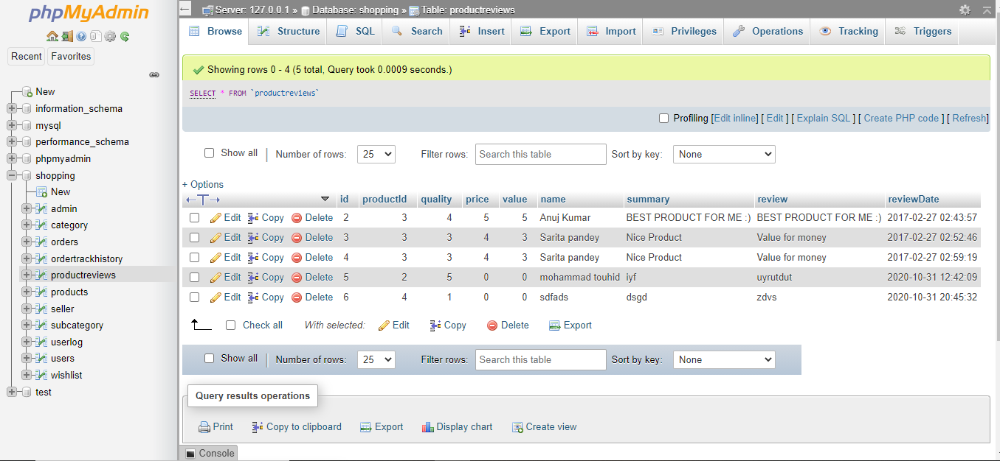 phpMyAdmin
Recent Favorites
New
information_schema
mysql
performance_schema
phpmyadmin
shopping
New
admin
category
orders
ordertrackhistory
productreviews
products
seller
subcategory
userlog
users
wishlist
test
Server: 127.0.0.1 » Database: shopping » Table: productreviews
Browse Structure SQL Search Insert Export Import Privileges Operations Tracking Triggers
Showing rows 0 - 4 (5 total, Query took 0.0009 seconds.)
SELECT * FROM `productreviews`
Profiling [Edit inline] [ Edit ] [ Explain SQL ] [ Create PHP code ] [ Refresh]
Show all | Number of rows: 25 Filter rows: Search this table Sort by key: None
+ Options
←T→ id productId quality price value name summary review reviewDate
Edit Copy Delete 2 3 4 5 5 Anuj Kumar BEST PRODUCT FOR ME :) BEST PRODUCT FOR ME :) 2017-02-27 02:43:57
Edit Copy Delete 3 3 3 4 3 Sarita pandey Nice Product Value for money 2017-02-27 02:52:46
Edit Copy Delete 4 3 3 4 3 Sarita pandey Nice Product Value for money 2017-02-27 02:59:19
Edit Copy Delete 5 2 5 0 0 mohammad touhid iyf uyrutdut 2020-10-31 12:42:09
Edit Copy Delete 6 4 1 0 0 sdfads dsgd zdvs 2020-10-31 20:45:32
Check all With selected: Edit Copy Delete Export
Show all | Number of rows: 25 Filter rows: Search this table Sort by key: None
Query results operations
Print Copy to clipboard Export Display chart Create view
Console